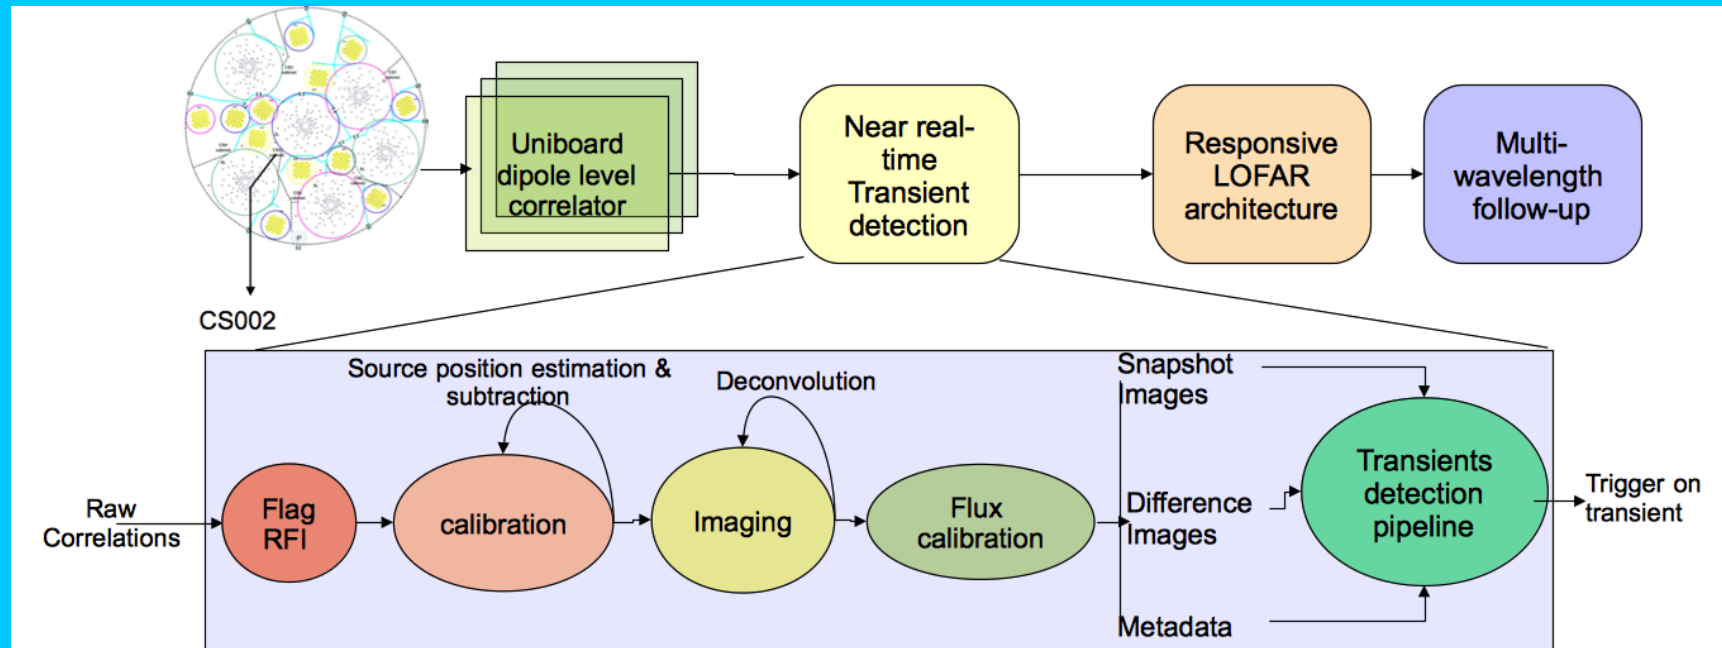 Uniboard
dipole level
correlator
Near real-
time
Transient
detection
Responsive
LOFAR
architecture
Multi-
wavelength
follow-up
CS002
Source position estimation &
subtraction
Deconvolution
Snapshot
Images
Raw
Correlations
Flag
RFI
calibration
Imaging
Flux
calibration
Difference
Images
Transients
detection
pipeline
Trigger on
transient
Metadata
P